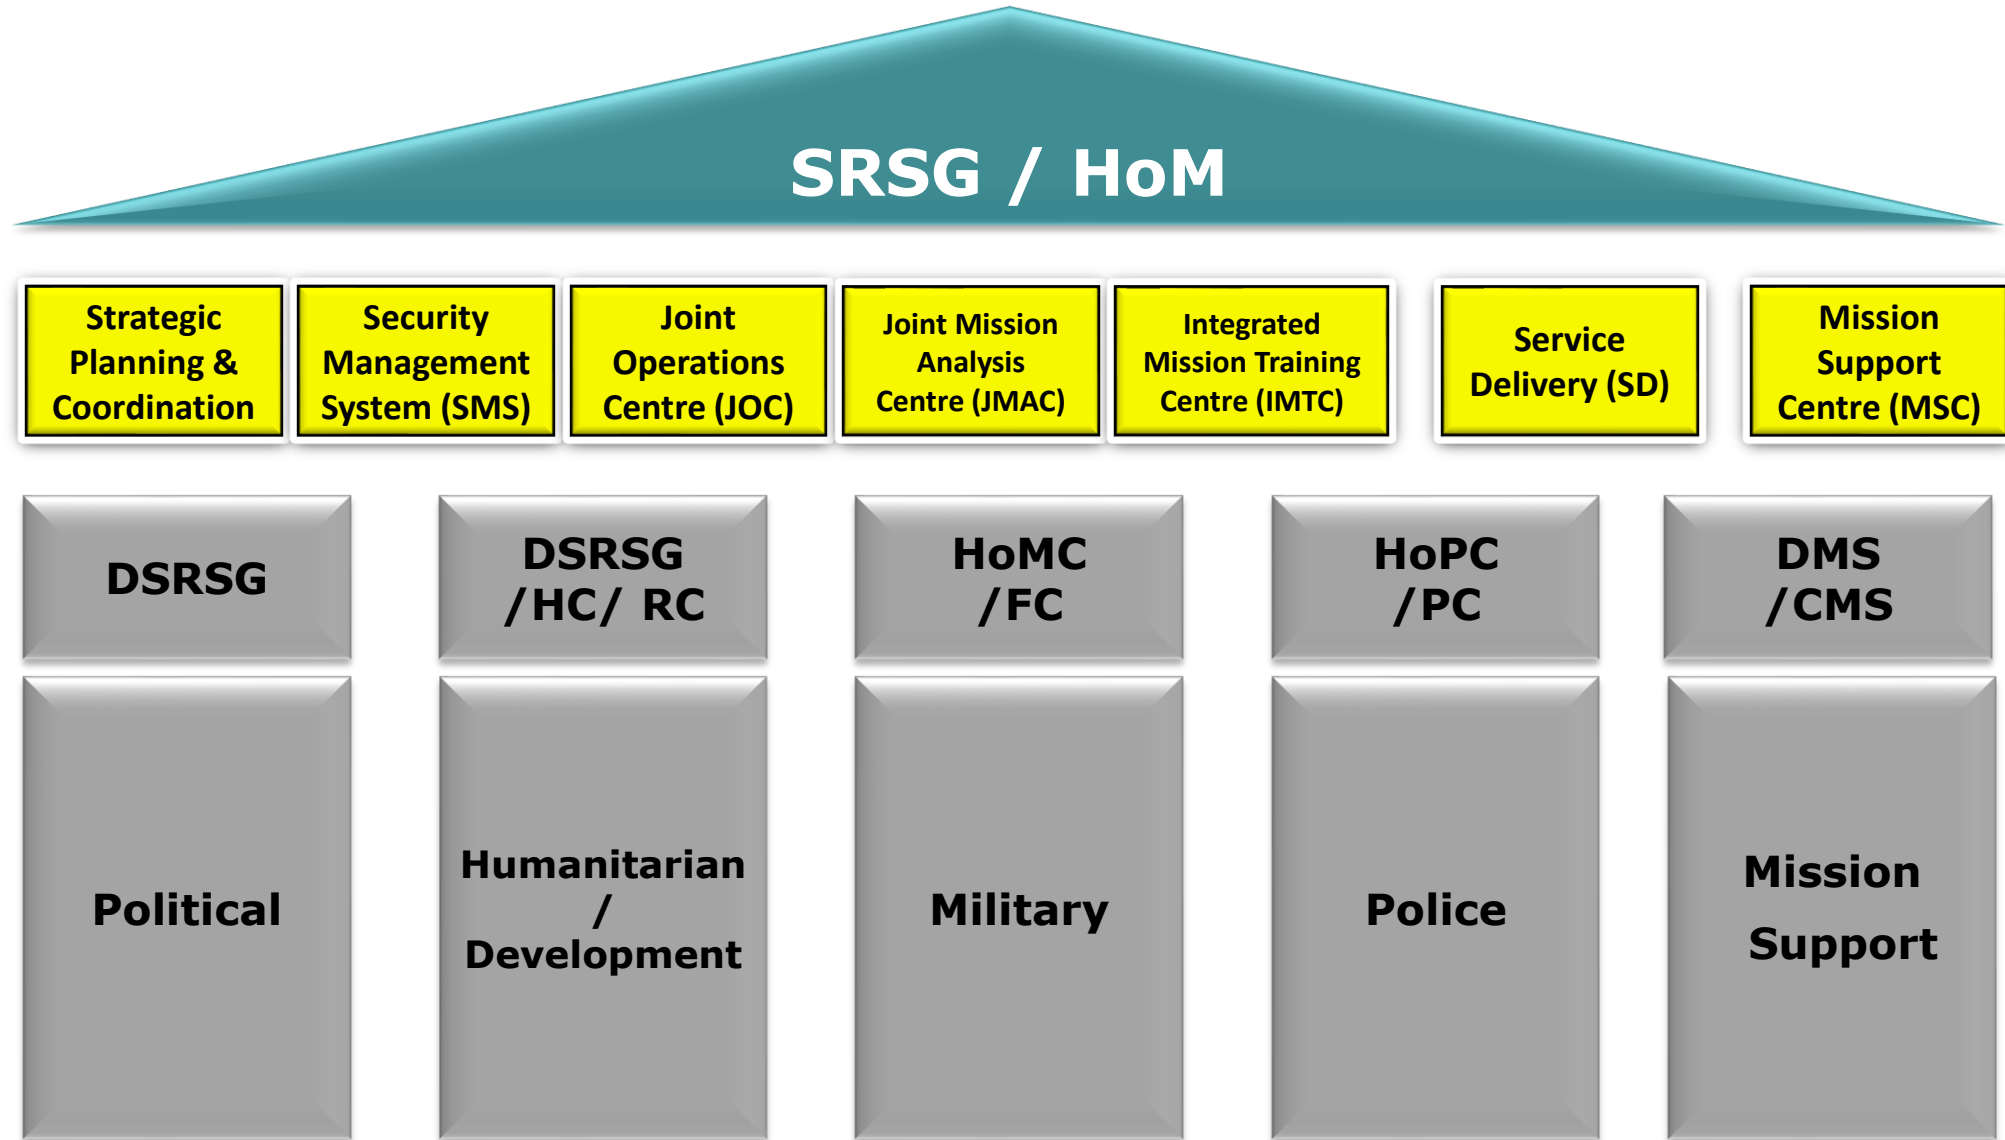 SRSG / HoM
Strategic
Planning &
Coordination
Security
Management
System (SMS)
Joint
Operations
Centre (JOC)
Joint Mission
Analysis
Centre (JMAC)
Integrated
Mission Training
Centre (IMTC)
Service
Delivery (SD)
Mission
Support
Centre (MSC)
DSRSG
DSRSG
/HC/ RC
HoMC
/FC
HoPC
/PC
DMS
/CMS
Political
Humanitarian
/
Development
Military
Police
Mission
Support